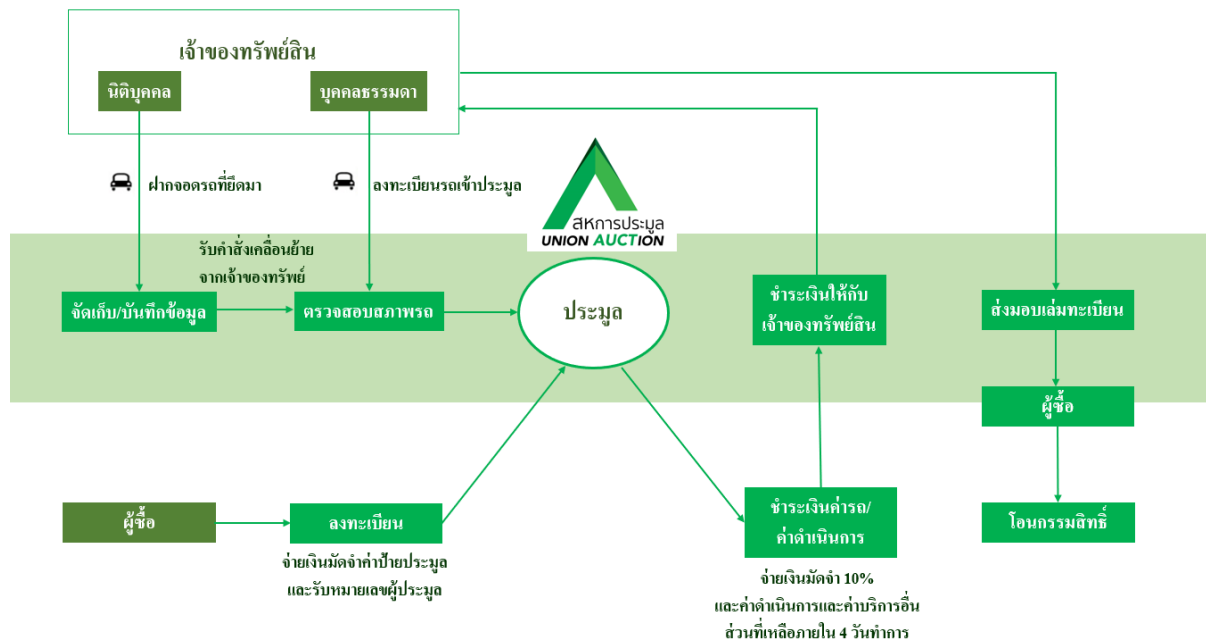 เจ้าของทรัพย์สิน
นิติบุคคล
บุคคลธรรมดา
ฝากจอดรถที่ยึดมา
ลงทะเบียนรถเข้าประมูล
สหการประมูล
UNION AUCTION
รับคำสั่งเคลื่อนย้าย
จากเจ้าของทรัพย์
จัดเก็บ/บันทึกข้อมูล
ตรวจสอบสภาพรถ
ประมูล
ชำระเงินให้กับ
เจ้าของทรัพย์สิน
ส่งมอบเล่มทะเบียน
ผู้ซื้อ
ผู้ซื้อ
ลงทะเบียน
จ่ายเงินมัดจำค่าป้ายประมูล
และรับหมายเลขผู้ประมูล
ชำระเงินค่ารถ/
ค่าดำเนินการ
จ่ายเงินมัดจำ 10%
และค่าดำเนินการและค่าบริการอื่น
ส่วนที่เหลือภายใน 4 วันทำการ
โอนกรรมสิทธิ์